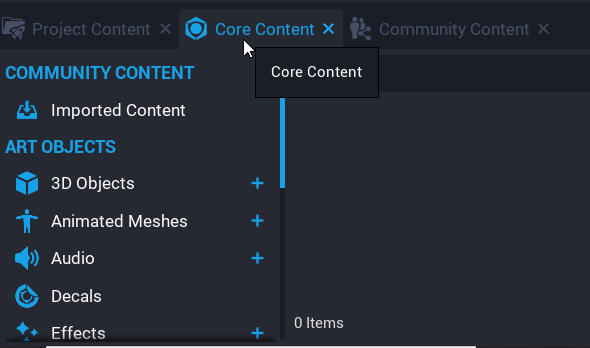 Project Content
Core Content
Community Content
Core Content
COMMUNITY CONTENT
Imported Content
ART OBJECTS
3D Objects
Animated Meshes
Audio
Decals
Effects
0 Items